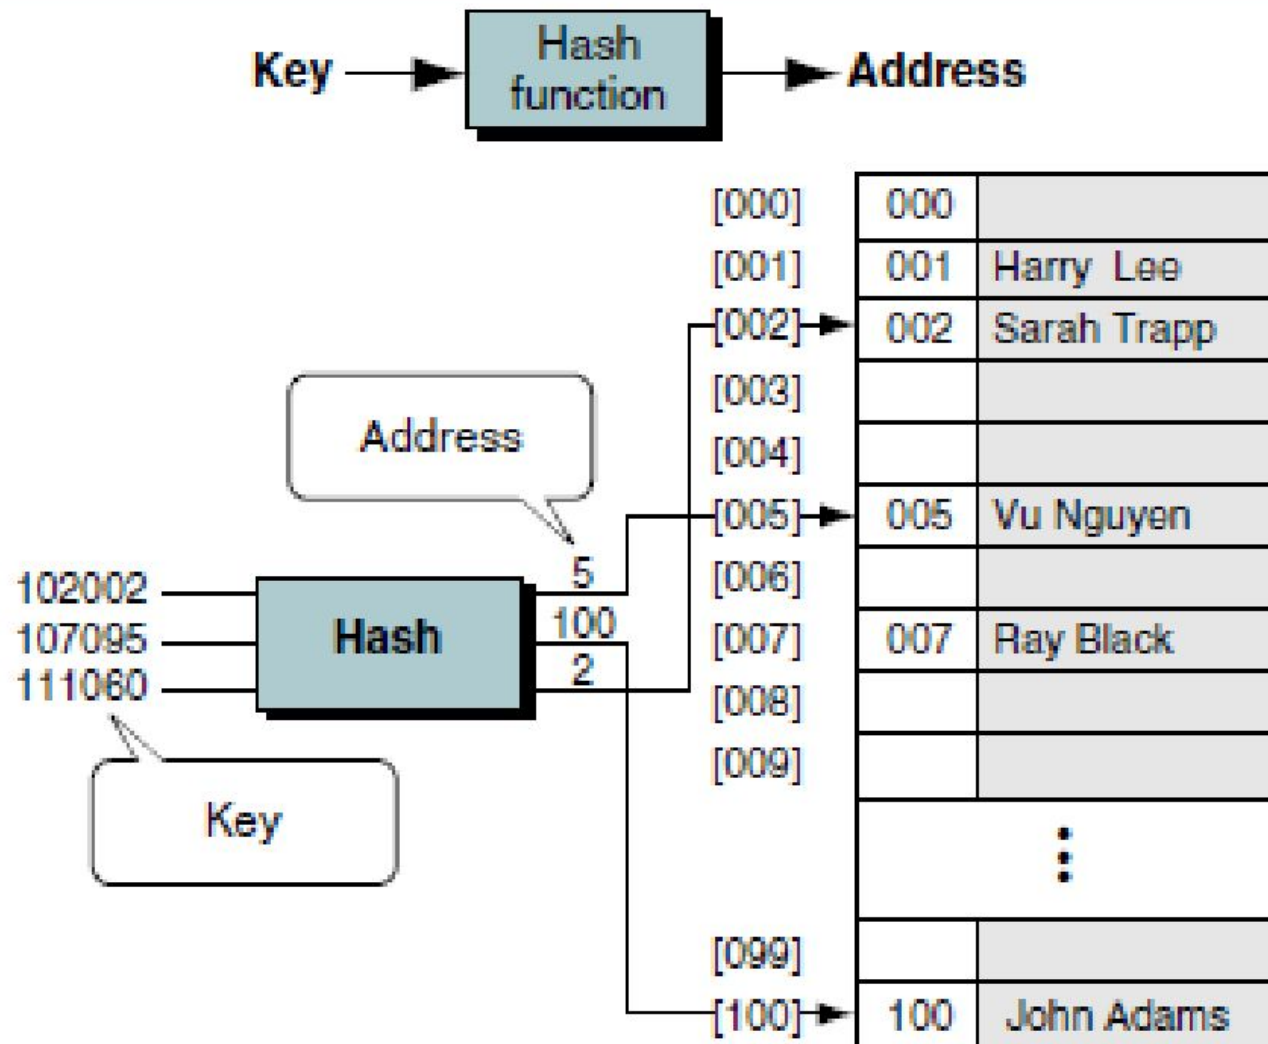 Key
Hash
function
Address
[000] 000
[001] 001 Harry Lee
[002] 002 Sarah Trapp
[003]
Address
[004]
[005] 005 Vu Nguyen
5
[006]
102002
100
107095
Hash
[007] 007 Ray Black
2
111060
[008]
[009]
Key
[099]
[100] 100 John Adams